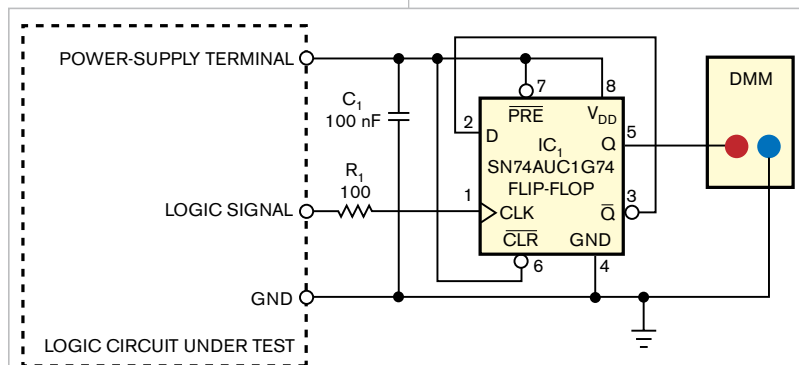 POWER-SUPPLY TERMINAL
C1
100 nF
R1
100
LOGIC SIGNAL
GND
LOGIC CIRCUIT UNDER TEST
7
8
PRE
VDD
2
D
Q
5
IC1
SN74AUC1G74
FLIP-FLOP
1
CLK
Q
3
CLR
GND
6
4
DMM